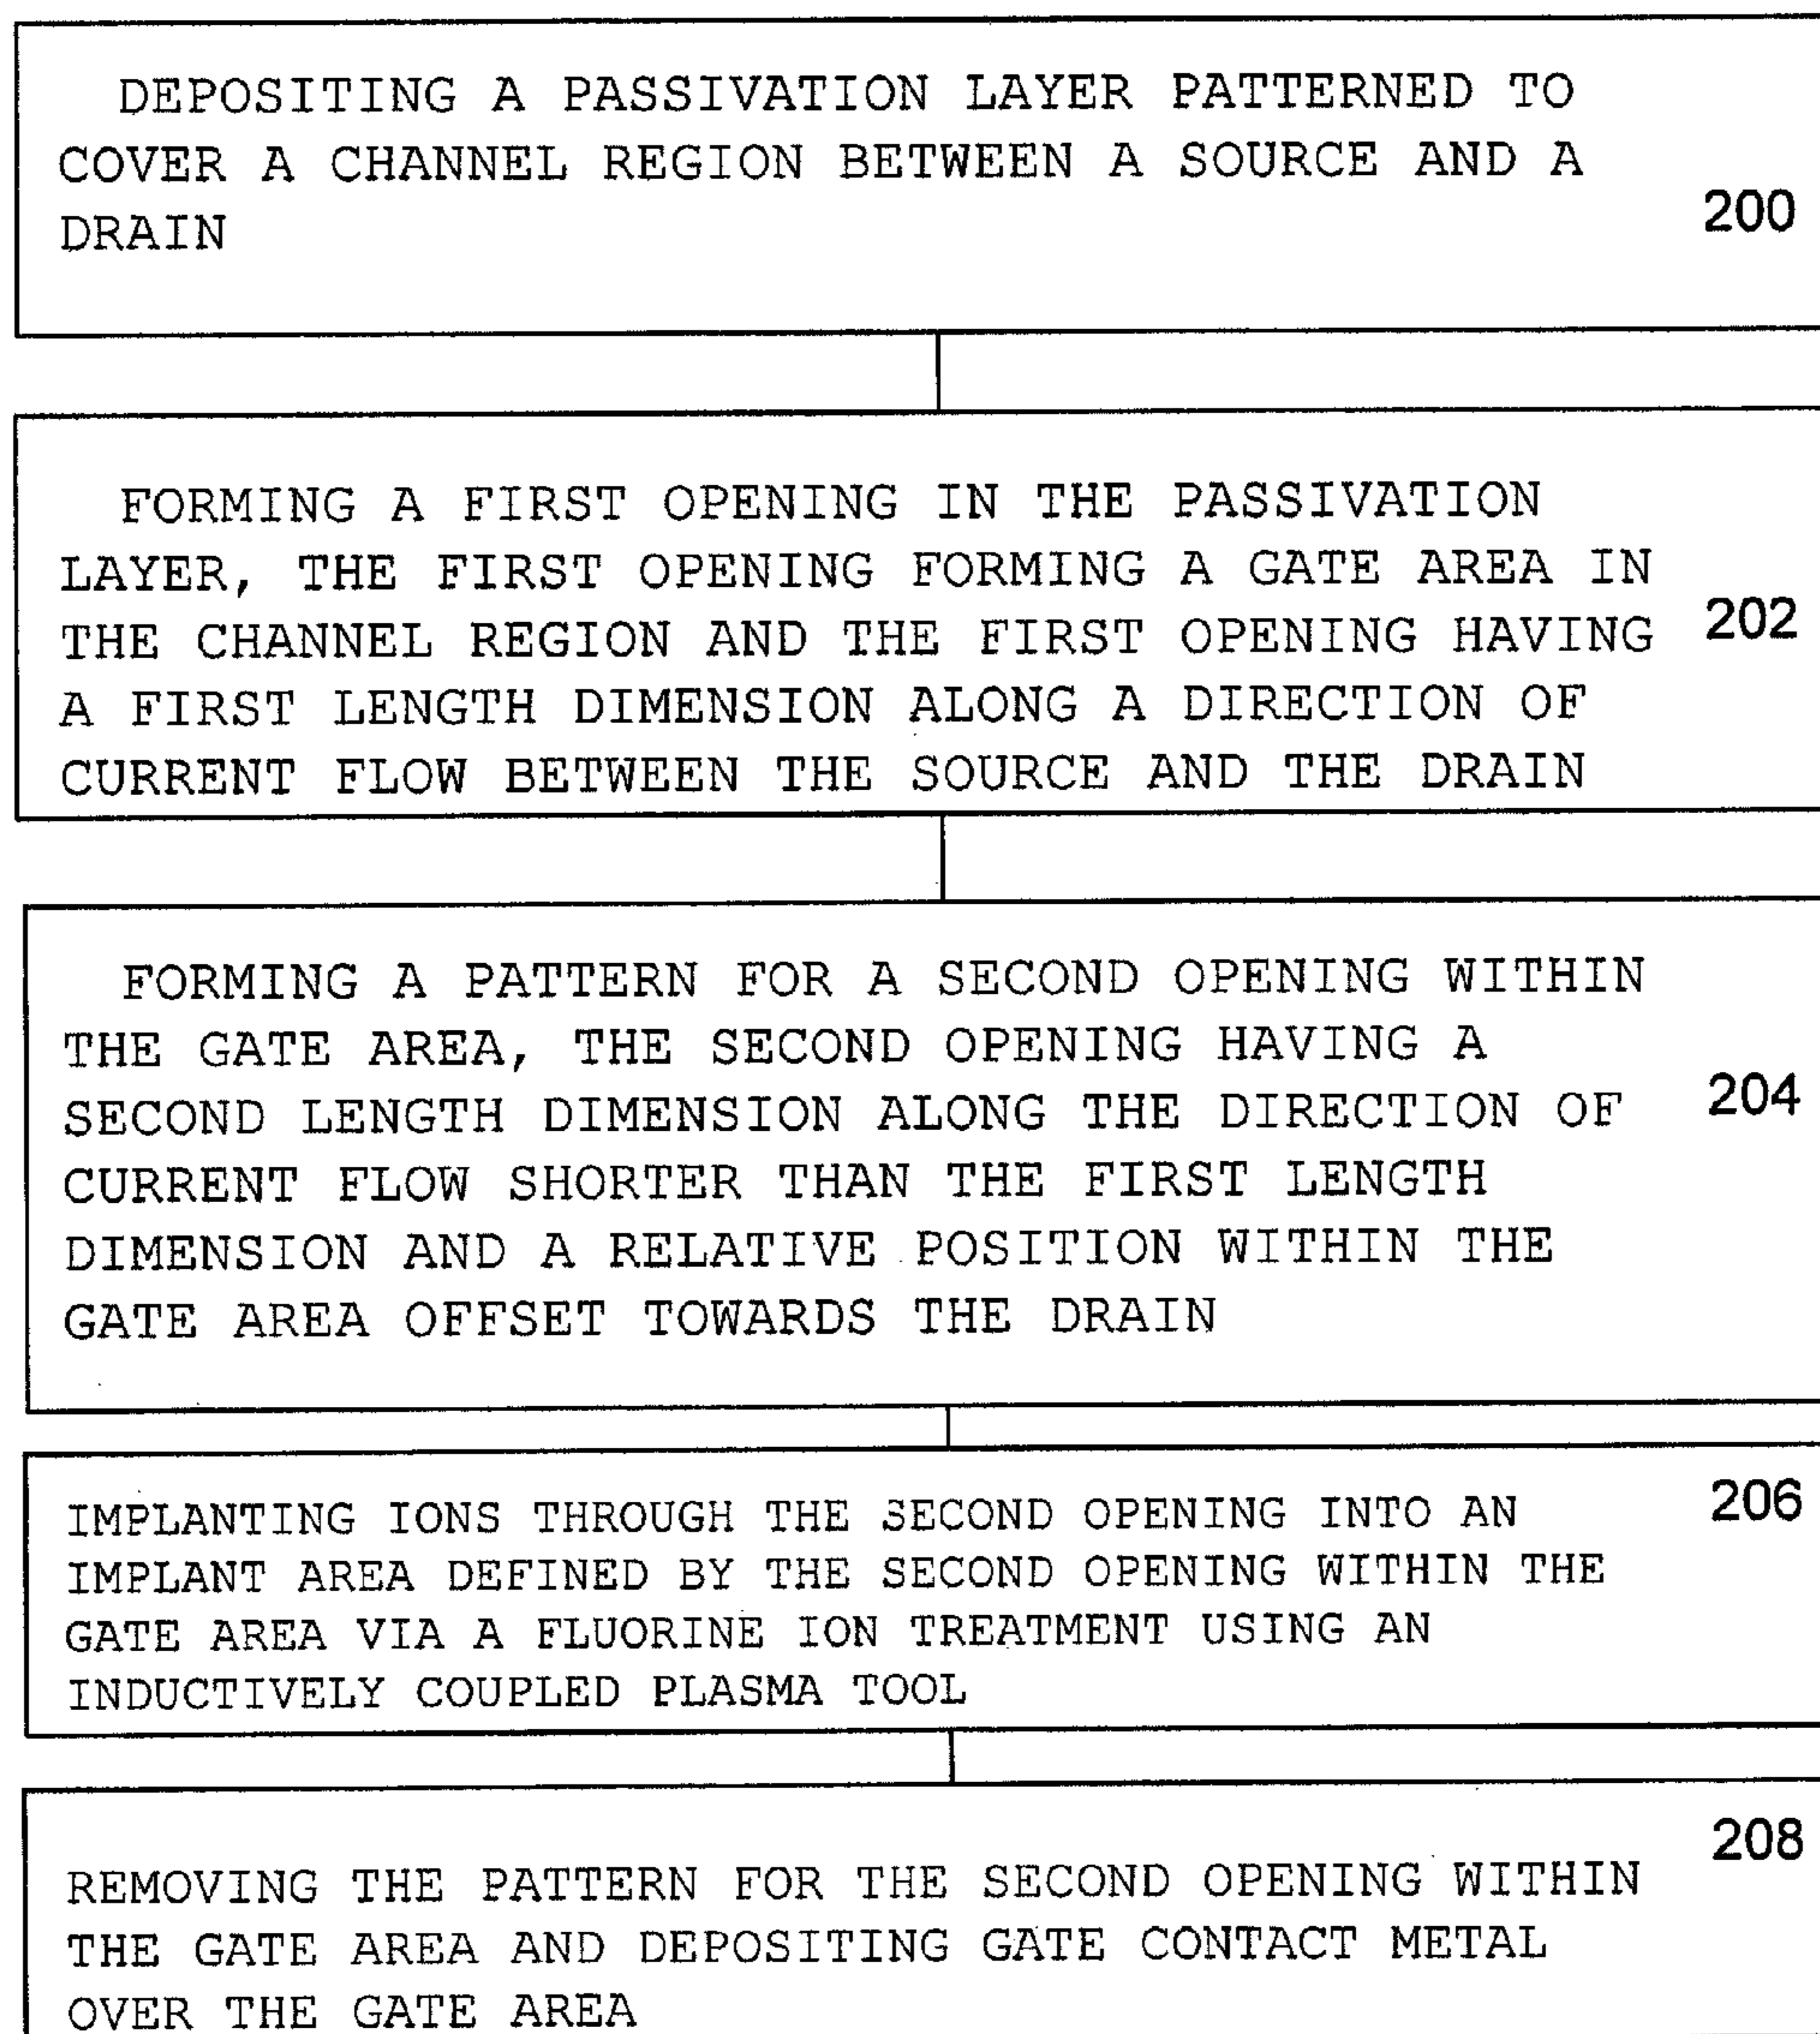 DEPOSITING A PASSIVATION LAYER PATTERNED TO
COVER A CHANNEL REGION BETWEEN A SOURCE AND A
DRAIN
200
FORMING A FIRST OPENING IN THE PASSIVATION
LAYER, THE FIRST OPENING FORMING A GATE AREA IN
THE CHANNEL REGION AND THE FIRST OPENING HAVING
202
A FIRST LENGTH DIMENSION ALONG A DIRECTION OF
CURRENT FLOW BETWEEN THE SOURCE AND THE DRAIN
FORMING A PATTERN FOR A SECOND OPENING WITHIN
THE GATE AREA, THE SECOND OPENING HAVING A
SECOND LENGTH DIMENSION ALONG THE DIRECTION OF
204
CURRENT FLOW SHORTER THAN THE FIRST LENGTH
DIMENSION AND A RELATIVE POSITION WITHIN THE
GATE AREA OFFSET TOWARDS THE DRAIN
206
IMPLANTING IONS THROUGH THE SECOND OPENING INTO AN
IMPLANT AREA DEFINED BY THE SECOND OPENING WITHIN THE
GATE AREA VIA A FLUORINE ION TREATMENT USING AN
INDUCTIVELY COUPLED PLASMA TOOL
208
REMOVING THE PATTERN FOR THE SECOND OPENING WITHIN
THE GATE AREA AND DEPOSITING GATE CONTACT METAL
OVER THE GATE AREA